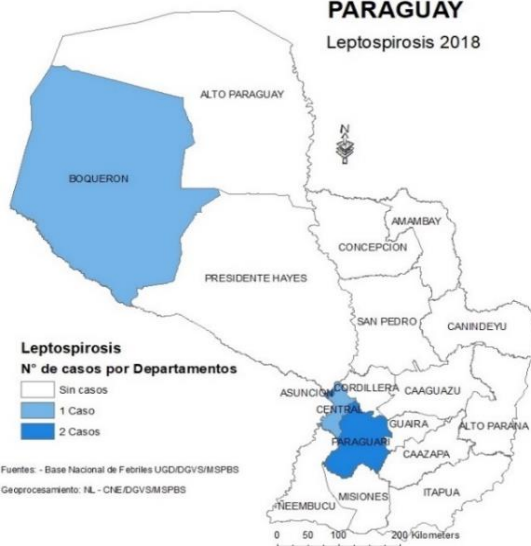 PARAGUAY
Leptospirosis 2018
ALTO PARAGUAY
N
BOQUERON
AMAMBAY
CONCEPCION
PRESIDENTE HAYES
SAN PEDRO
CANINDEYU
Leptospirosis
N° de casos por Departamentos
Sin casos
1 Caso
2 Casos
ASUNCION
CORDILLERA
CAAGUAZU
CENTRAL
GUAIRA
ALTO PARANA
PARAGUARI
CAAZAPA
Fuentes: - Base Nacional de Febriles UGD/DGVS/MSPBS
Geoprocesamiento: NL - CNE/DGVS/MSPBS
ITAPUA
MISIONES
ÑEEMBUCU
0 50 100 200 Kilometers